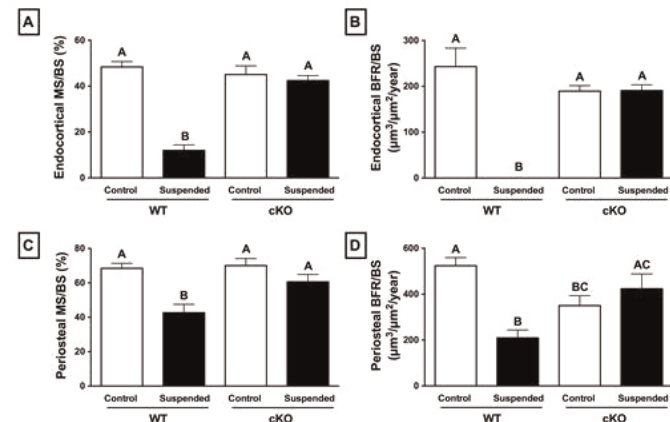 A
Endocortical MS/BS (%)
60
40
20
0
A
B
A
A
Control
Suspended
Control
Suspended
WT
cKO
B
Endocortical BFR/BS
(μm³/μm²/year)
300
200
100
0
A
B
A
A
Control
Suspended
Control
Suspended
WT
cKO
C
Periosteal MS/BS (%)
80
60
40
20
0
A
B
A
A
Control
Suspended
Control
Suspended
WT
cKO
D
Periosteal BFR/BS
(μm³/μm²/year)
600
400
200
0
A
B
BC
AC
Control
Suspended
Control
Suspended
WT
cKO